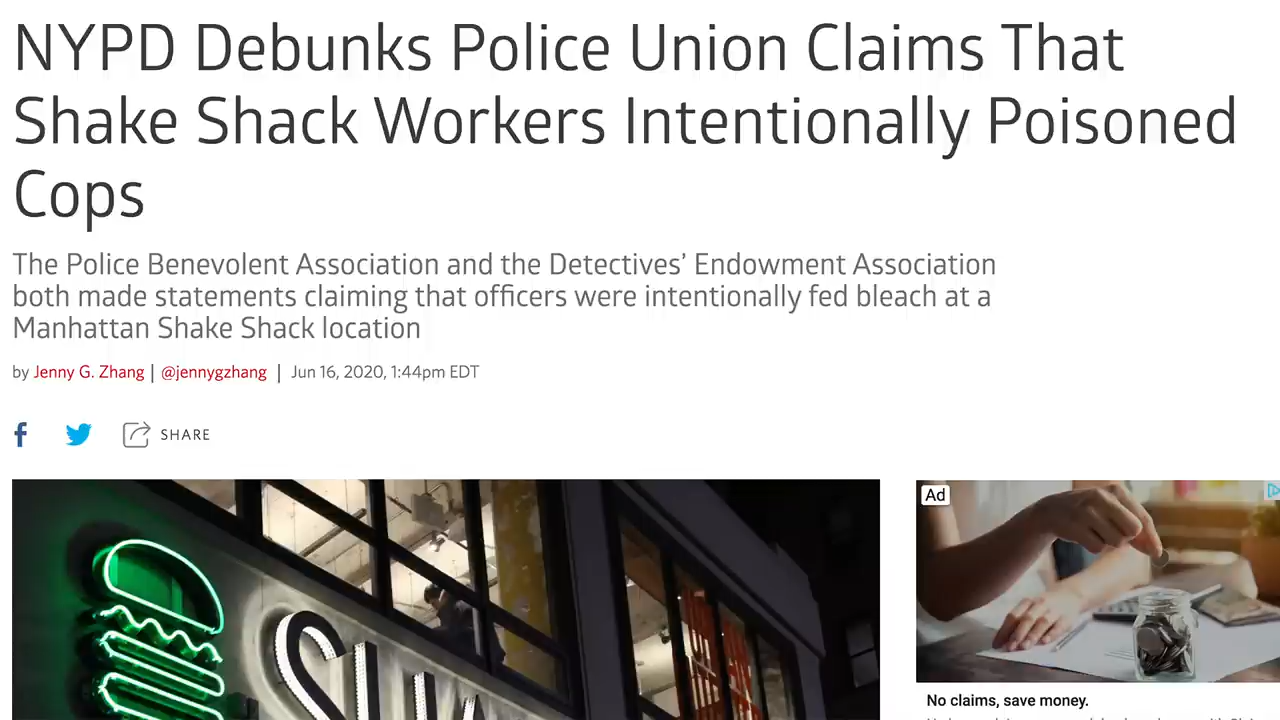 NYPD Debunks Police Union Claims That
Shake Shack Workers Intentionally Poisoned
Cops
The Police Benevolent Association and the Detectives’ Endowment Association
both made statements claiming that officers were intentionally fed bleach at a
Manhattan Shake Shack location
by Jenny G. Zhang | @jennygzhang | Jun 16, 2020, 1:44pm EDT
SHARE
Ad
No claims, save money.